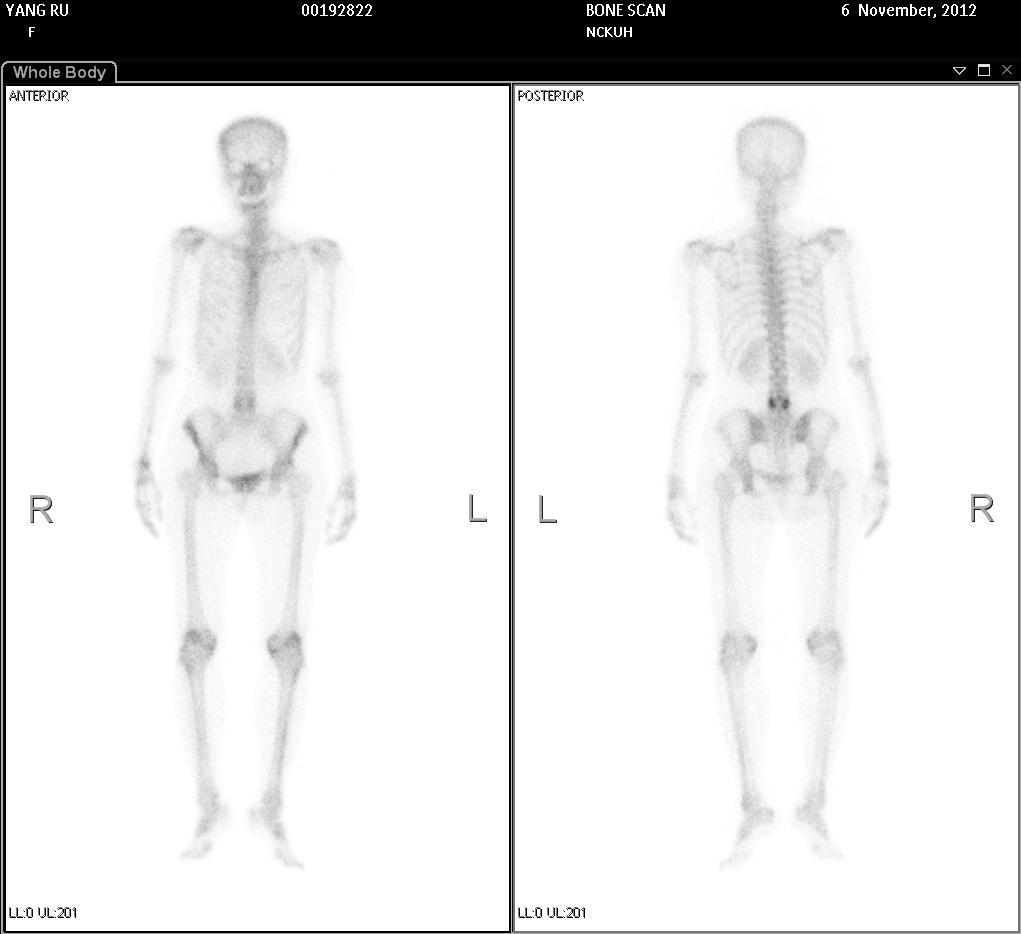 YANG RU 00192822 BONE SCAN 6 November, 2012
F NCKUH
Whole Body
ANTERIOR POSTERIOR
R L L R
LL:0 UL:201 LL:0 UL:201